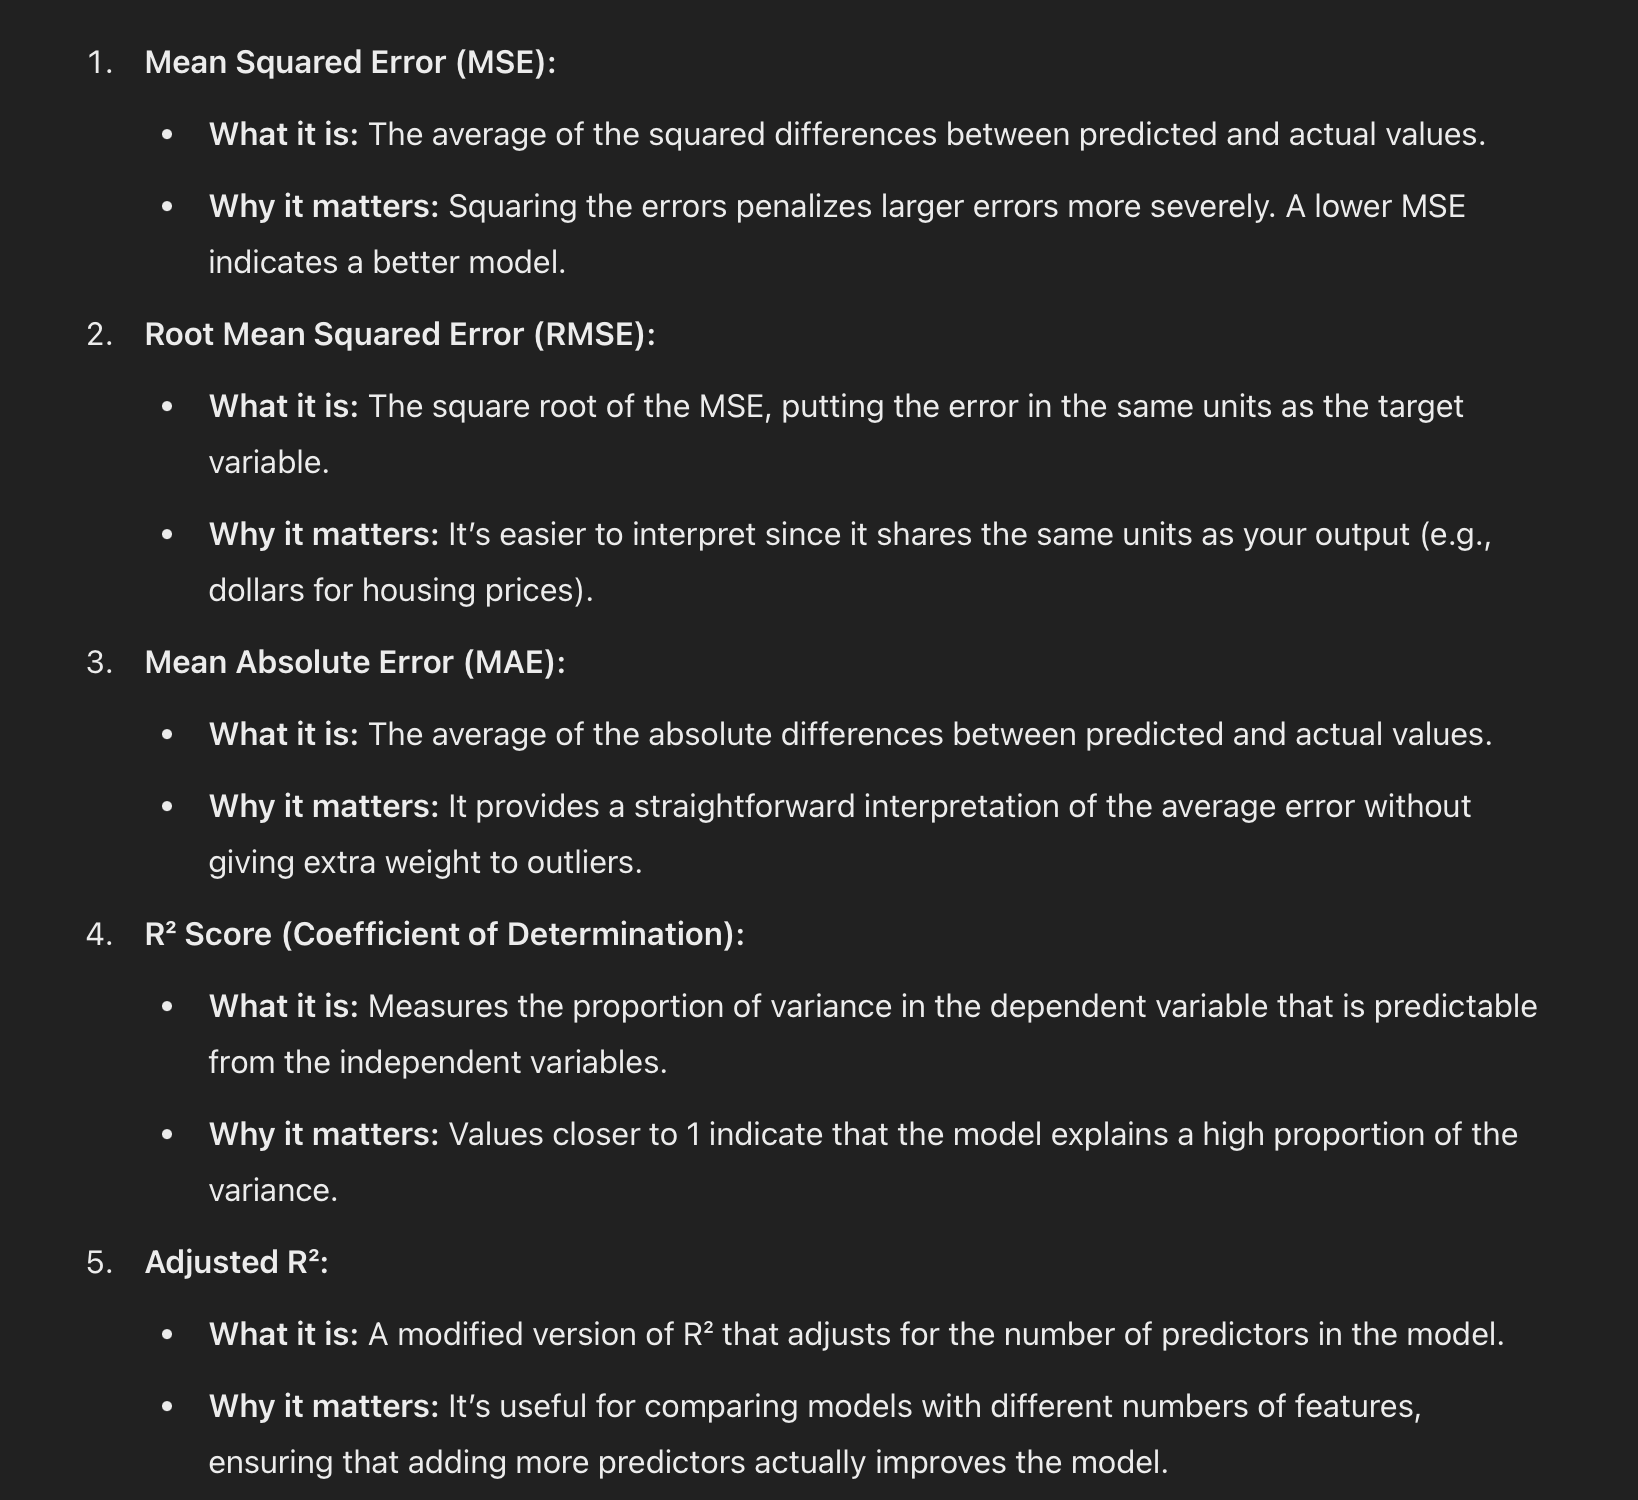 1. Mean Squared Error (MSE):
• What it is: The average of the squared differences between predicted and actual values.
• Why it matters: Squaring the errors penalizes larger errors more severely. A lower MSE
indicates a better model.
2. Root Mean Squared Error (RMSE):
• What it is: The square root of the MSE, putting the error in the same units as the target
variable.
• Why it matters: It’s easier to interpret since it shares the same units as your output (e.g.,
dollars for housing prices).
3. Mean Absolute Error (MAE):
• What it is: The average of the absolute differences between predicted and actual values.
• Why it matters: It provides a straightforward interpretation of the average error without
giving extra weight to outliers.
4. R² Score (Coefficient of Determination):
• What it is: Measures the proportion of variance in the dependent variable that is predictable
from the independent variables.
• Why it matters: Values closer to 1 indicate that the model explains a high proportion of the
variance.
5. Adjusted R²:
• What it is: A modified version of R² that adjusts for the number of predictors in the model.
• Why it matters: It’s useful for comparing models with different numbers of features,
ensuring that adding more predictors actually improves the model.